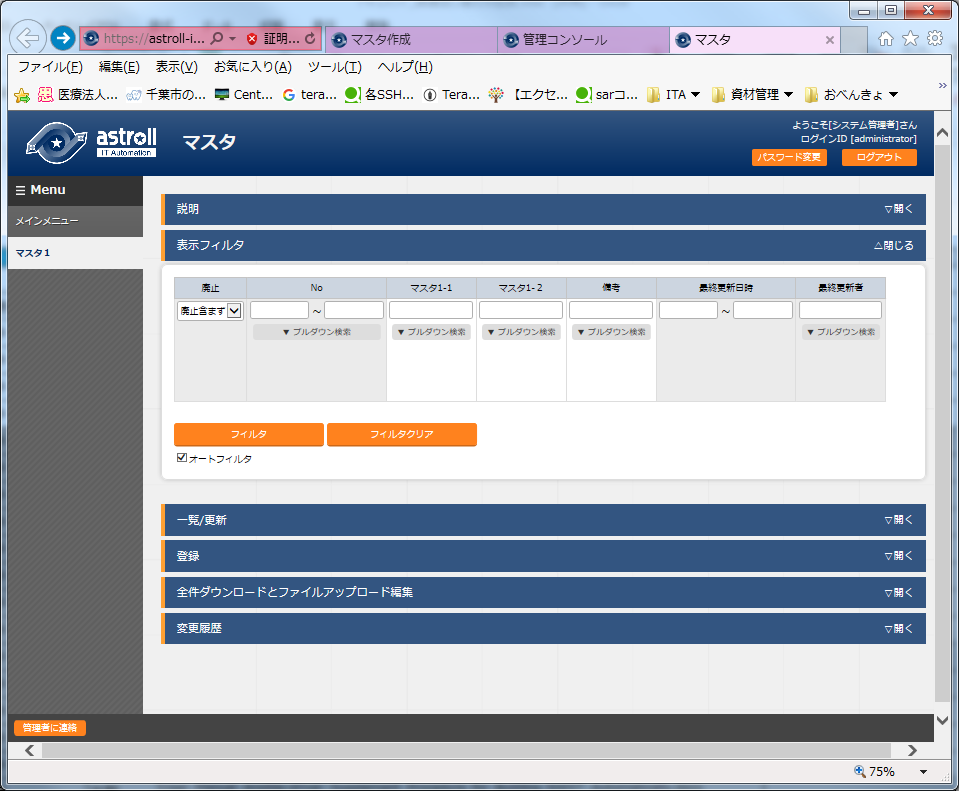 https://astroll-i... 証明... マスタ作成 管理コンソール マスタ
ファイル(F) 編集(E) 表示(V) お気に入り(A) ツール(T) ヘルプ(H)
医療法人... 千葉市の... Cent... tera... 各SSH... Tera... 【エクセ... sarコ... ITA 資材管理 おべんきょ »
astroll
IT Automation
マスタ
ようこそ[システム管理者]さん
ログインID [administrator]
パスワード変更 ログアウト
☰ Menu
メインメニュー
マスタ1
説明 ▽開く
表示フィルタ △閉じる
廃止 No マスタ1-1 マスタ1-2 備考 最終更新日時 最終更新者
廃止含まず ～ ～
▼ プルダウン検索 ▼ プルダウン検索 ▼ プルダウン検索 ▼ プルダウン検索 ▼ プルダウン検索
フィルタ フィルタクリア
オートフィルタ
一覧/更新 ▽開く
登録 ▽開く
全件ダウンロードとファイルアップロード編集 ▽開く
変更履歴 ▽開く
管理者に連絡
75%